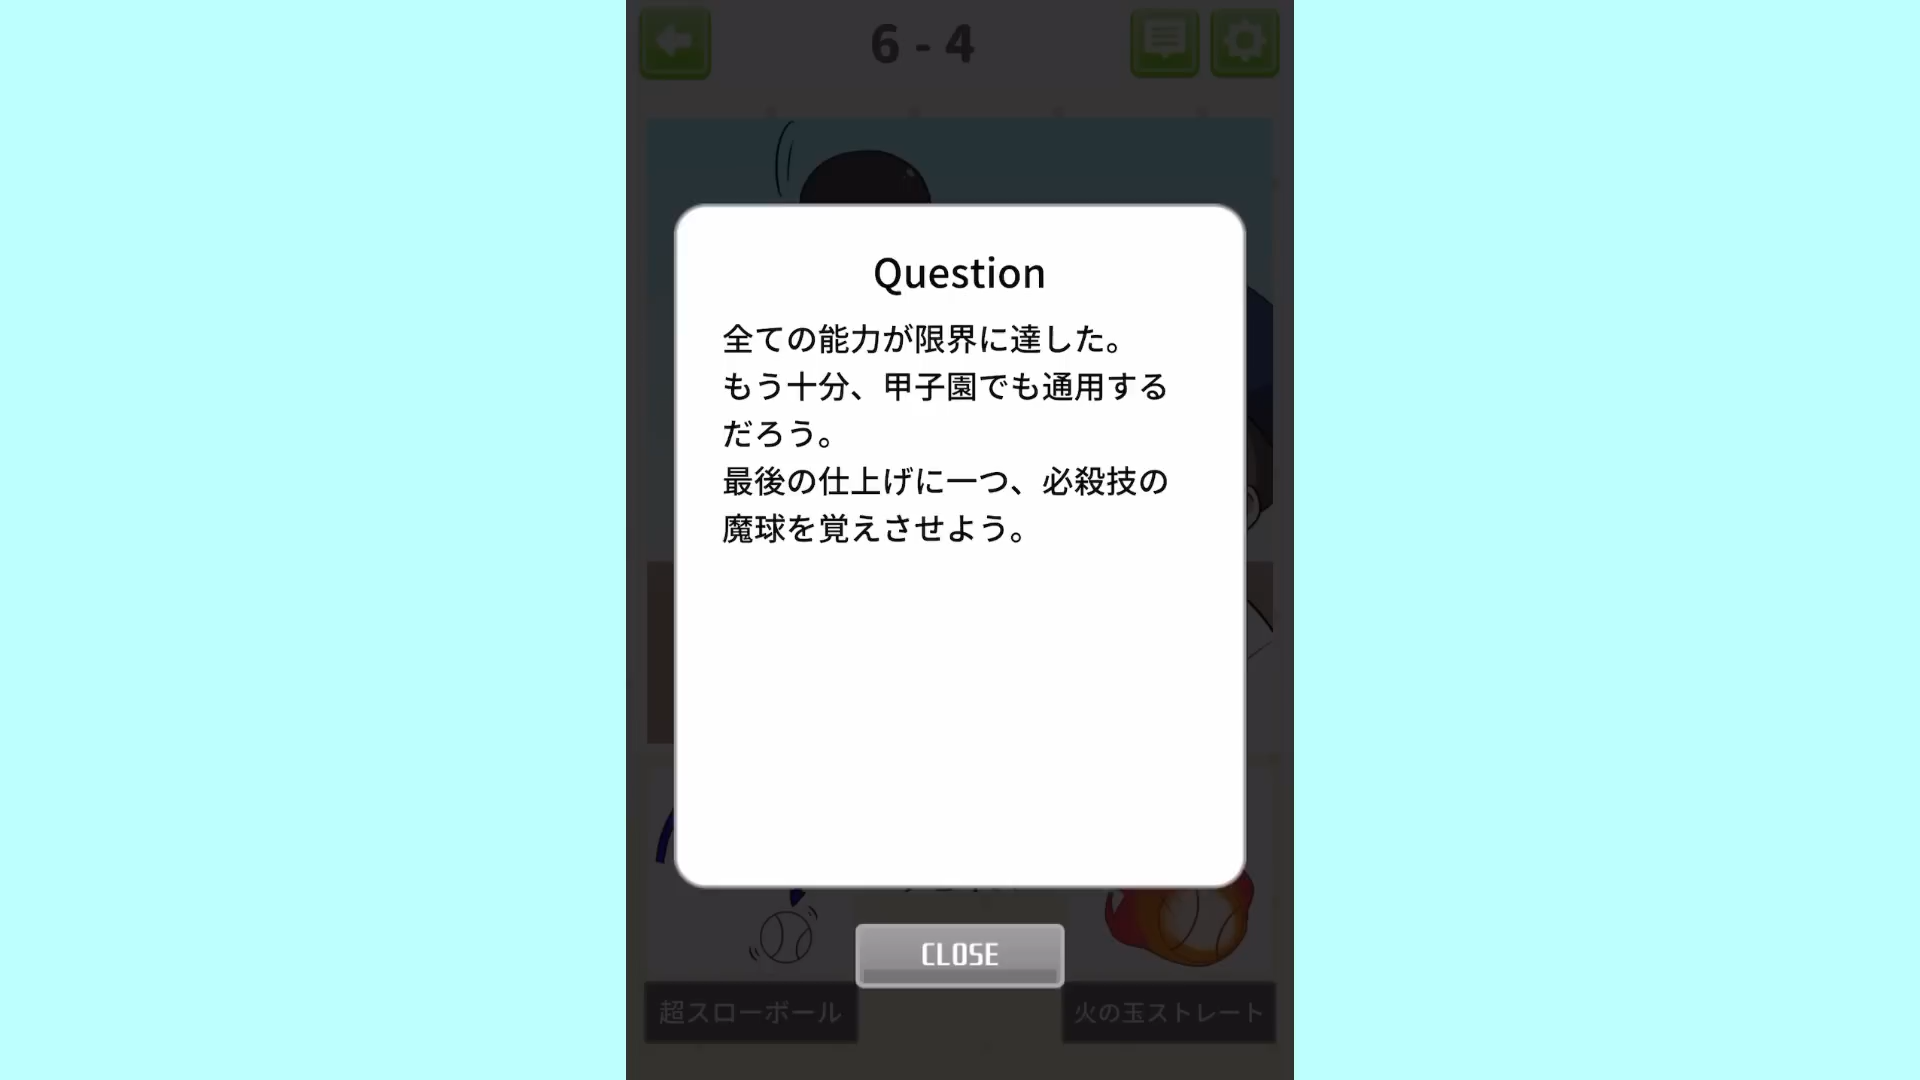 6 - 4
Question
全ての能力が限界に達した。
もう十分、甲子園でも通用する
だろう。
最後の仕上げに一つ、必殺技の
魔球を覚えさせよう。
CLOSE
超スローボール
火の玉ストレート